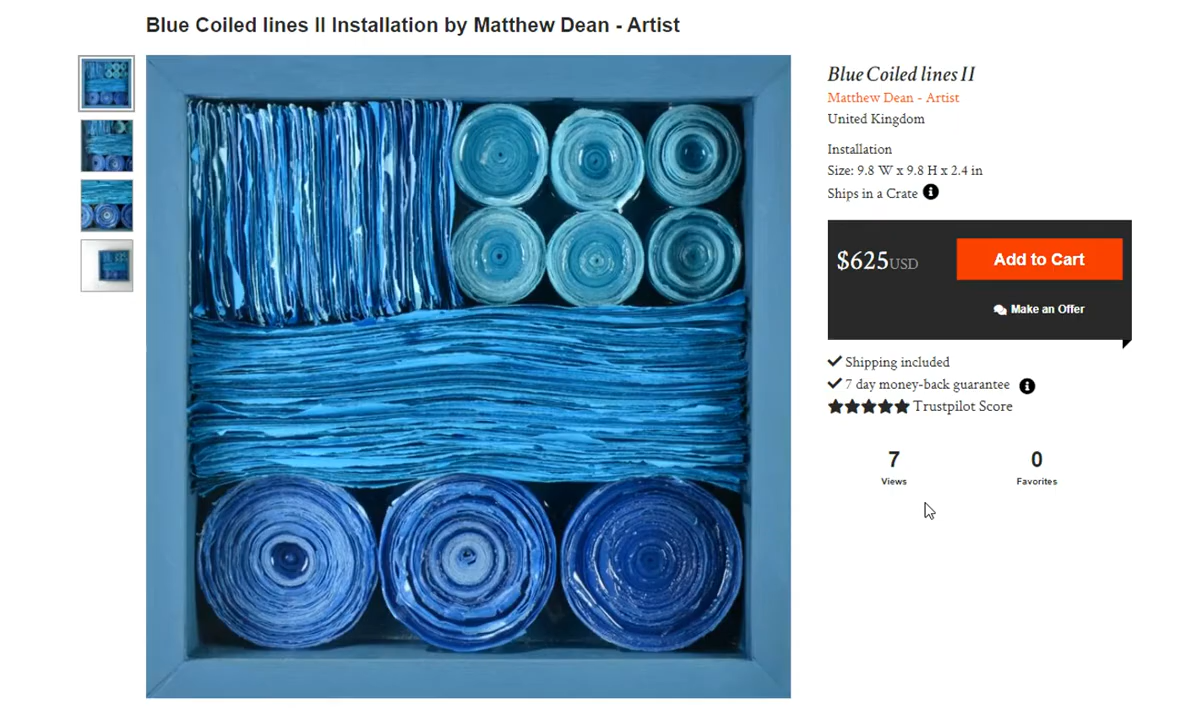 Blue Coiled lines II Installation by Matthew Dean - Artist
Blue Coiled lines II
Matthew Dean - Artist
United Kingdom
Installation
Size: 9.8 W x 9.8 H x 2.4 in
Ships in a Crate
$625USD
Add to Cart
Make an Offer
Shipping included
7 day money-back guarantee
Trustpilot Score
7
Views
0
Favorites